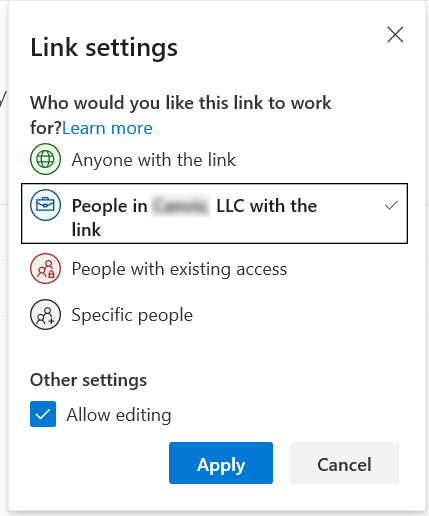 Link settings
Who would you like this link to work
for?Learn more
Anyone with the link
People in LLC with the
link
People with existing access
Specific people
Other settings
Allow editing
Apply
Cancel